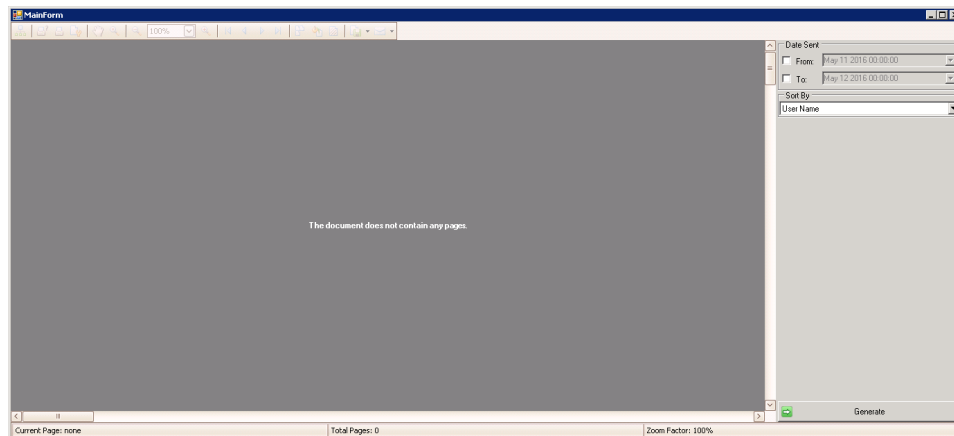 MainForm
100%
Date Sent
From: May 11 2016 00:00:00
To: May 12 2016 00:00:00
Sort By
User Name
The document does not contain any pages.
Generate
Current Page: none Total Pages: 0 Zoom Factor: 100%